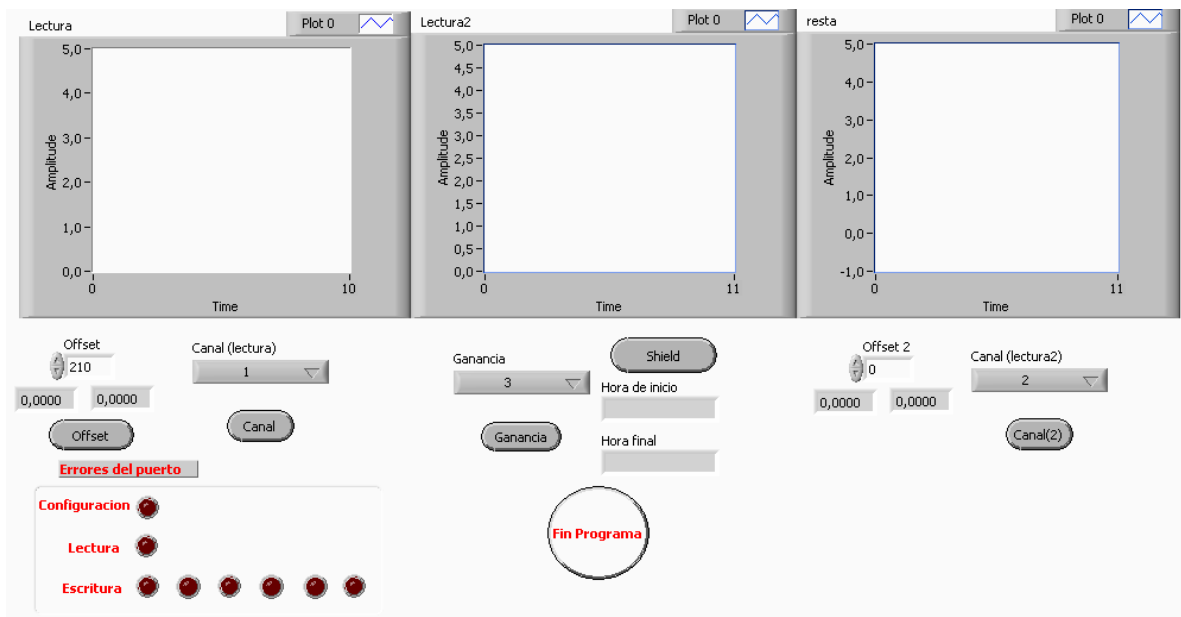 Lectura
Plot 0
5,0
4,0
3,0
2,0
1,0
0,0
Amplitude
0
10
Time
Lectura2
Plot 0
5,0
4,5
4,0
3,5
3,0
2,5
2,0
1,5
1,0
0,5
0,0
Amplitude
0
11
Time
resta
Plot 0
5,0
4,0
3,0
2,0
1,0
0,0
-1,0
Amplitude
0
11
Time
Offset
210
0,0000 0,0000
Offset
Canal (lectura)
1
Canal
Ganancia
3
Ganancia
Shield
Hora de inicio
Hora final
Offset 2
0
0,0000 0,0000
Canal (lectura2)
2
Canal(2)
Errores del puerto
Configuracion
Lectura
Escritura
Fin Programa